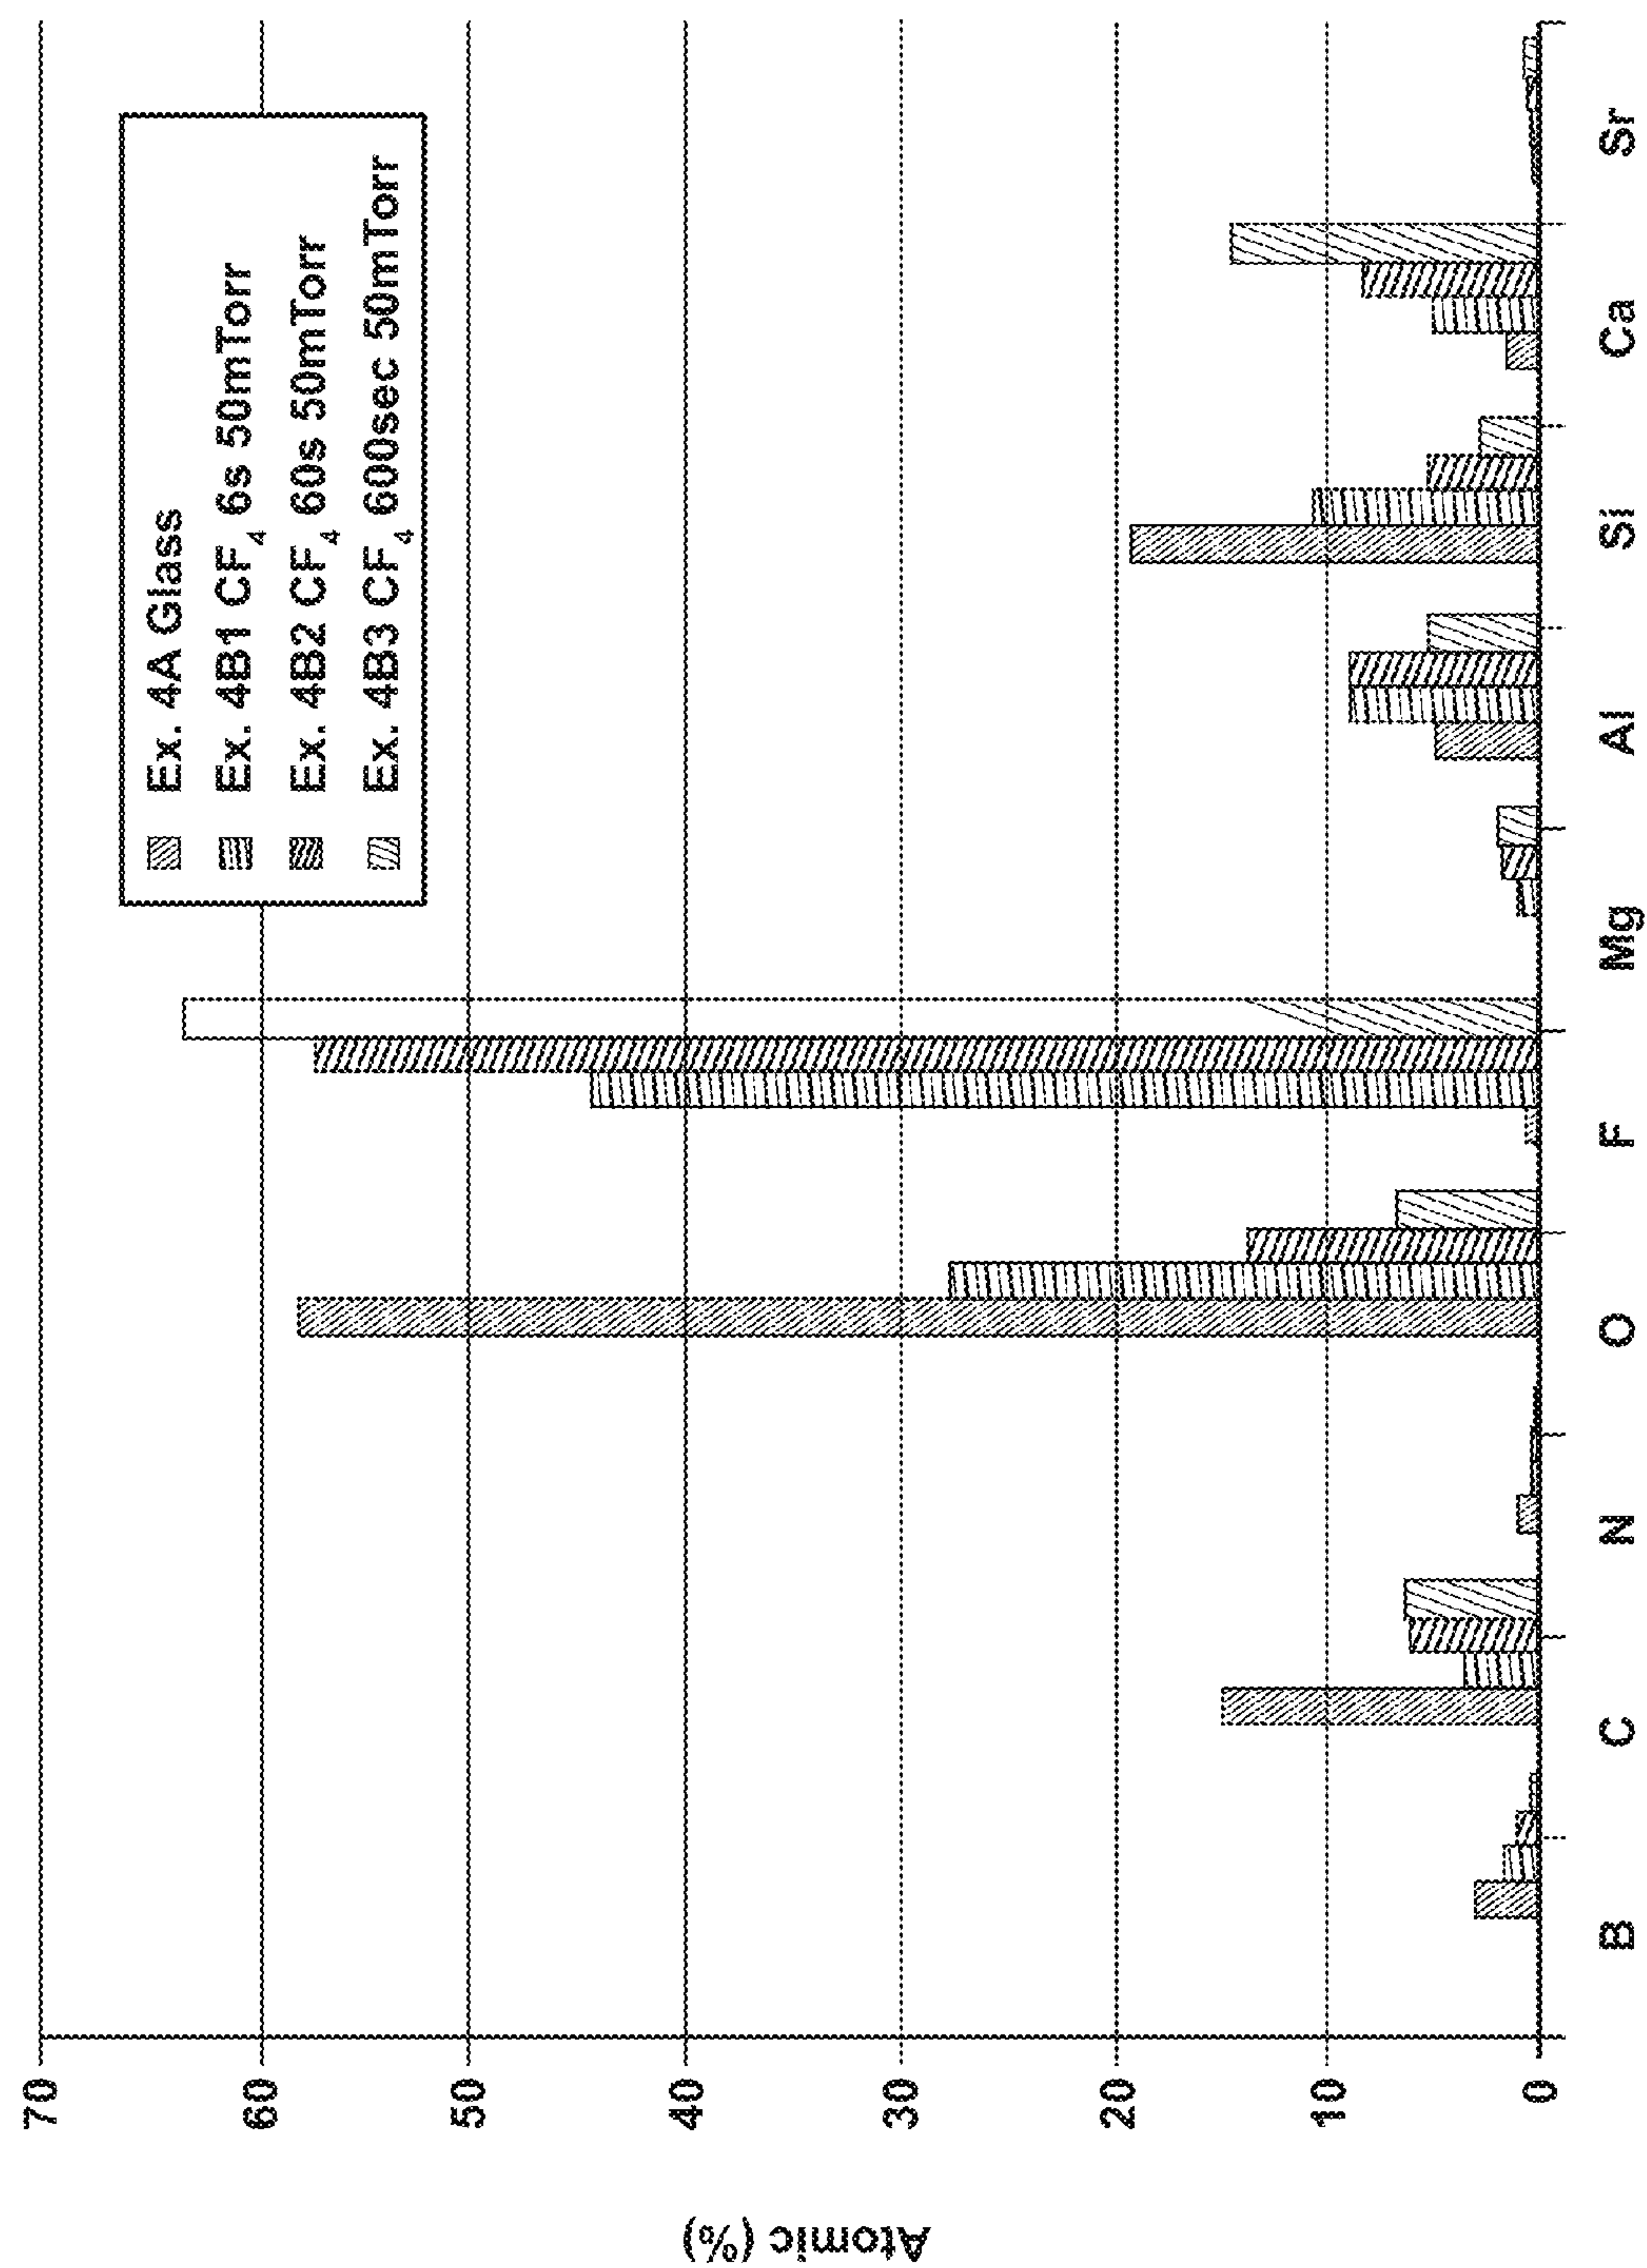 Atomic (%)
70
60
50
40
30
20
10
0
Ex. 4A Glass
Ex. 4B1 CF4 6s 50mTorr
Ex. 4B2 CF4 60s 50mTorr
Ex. 4B3 CF4 600sec 50mTorr
B C N O F Mg Al Si Ca Sr